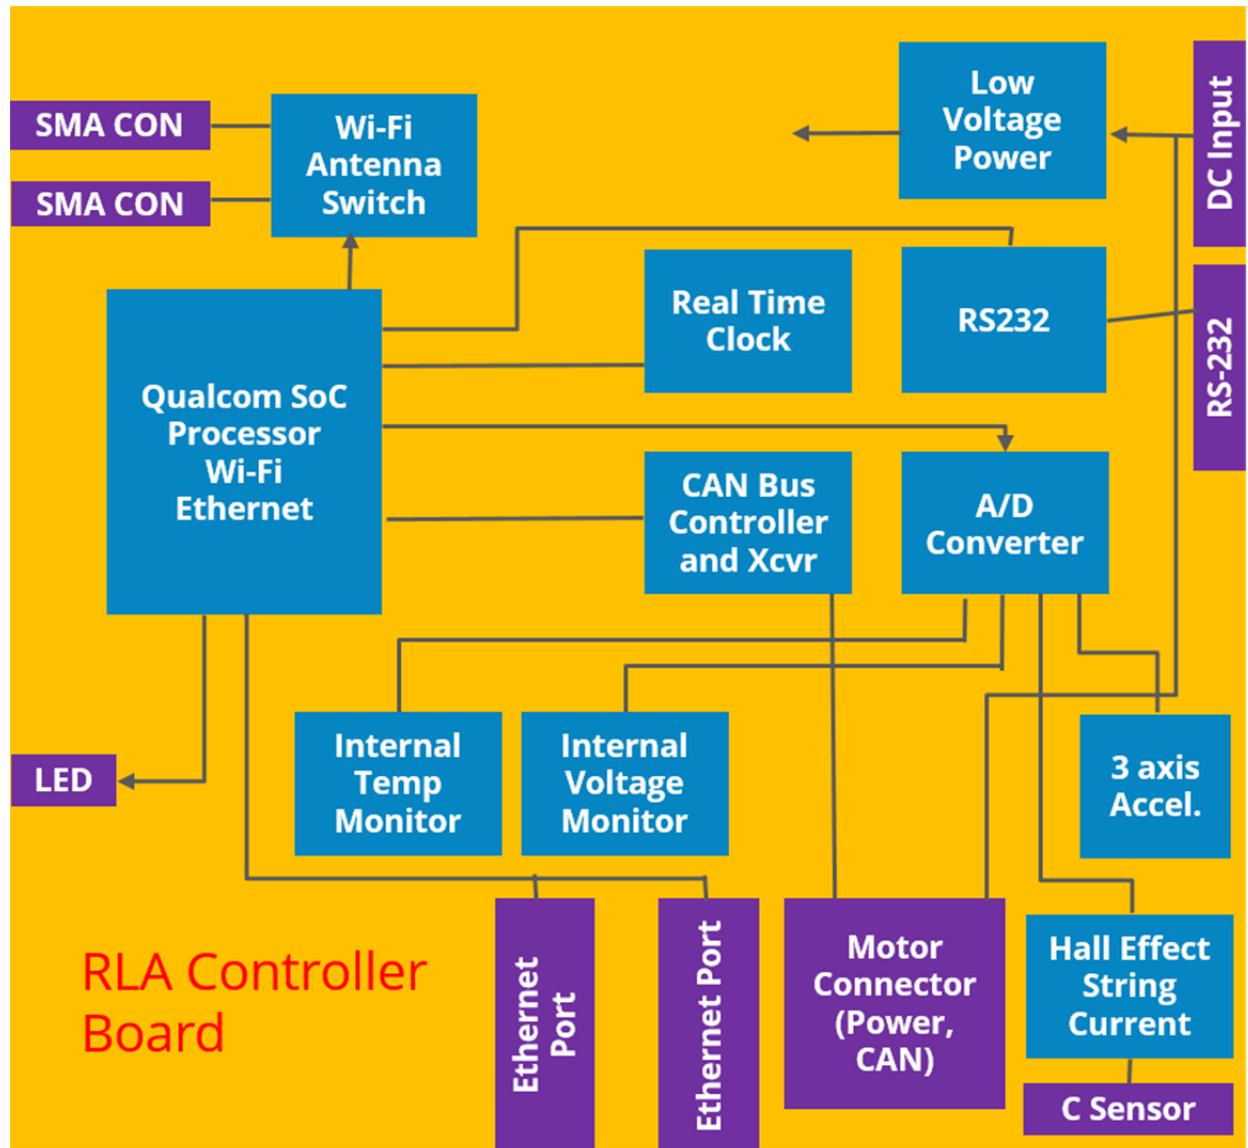 SMA CON
SMA CON
Wi-Fi
Antenna
Switch
Low
Voltage
Power
DC Input
Real Time
Clock
RS232
RS-232
Qualcom SoC
Processor
Wi-Fi
Ethernet
CAN Bus
Controller
and Xcvr
A/D
Converter
LED
Internal
Temp
Monitor
Internal
Voltage
Monitor
3 axis
Accel.
RLA Controller
Board
Ethernet
Port
Ethernet Port
Motor
Connector
(Power,
CAN)
Hall Effect
String
Current
C Sensor